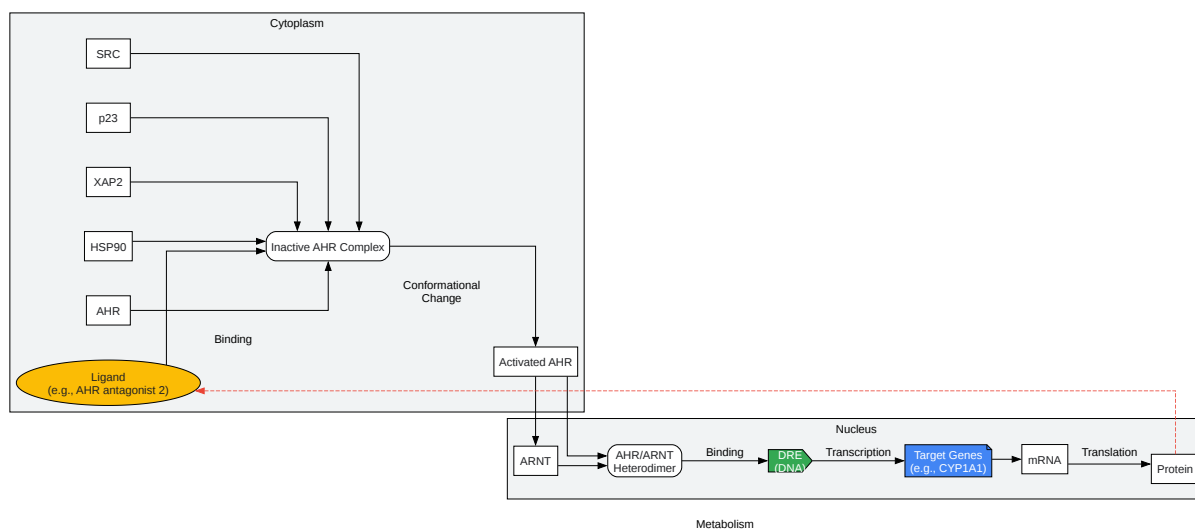 Cytoplasm
SRC
p23
XAP2
HSP90
Inactive AHR Complex
Conformational
Change
AHR
Binding
Activated AHR
Ligand
(e.g., AHR antagonist 2)
Nucleus
ARNT
AHR/ARNT
Heterodimer
Binding
DRE
(DNA)
Transcription
Target Genes
(e.g., CYP1A1)
mRNA
Translation
Protein
Metabolism